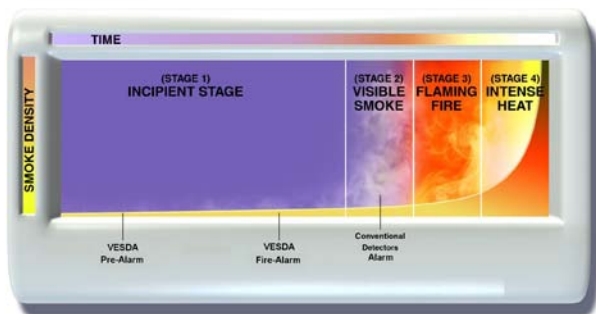 TIME
SMOKE DENSITY
(STAGE 1)
INCIPIENT STAGE
(STAGE 2)
VISIBLE
SMOKE
(STAGE 3)
FLAMING
FIRE
(STAGE 4)
INTENSE
HEAT
VESDA
Pre-Alarm
VESDA
Fire-Alarm
Conventional
Detectors
Alarm